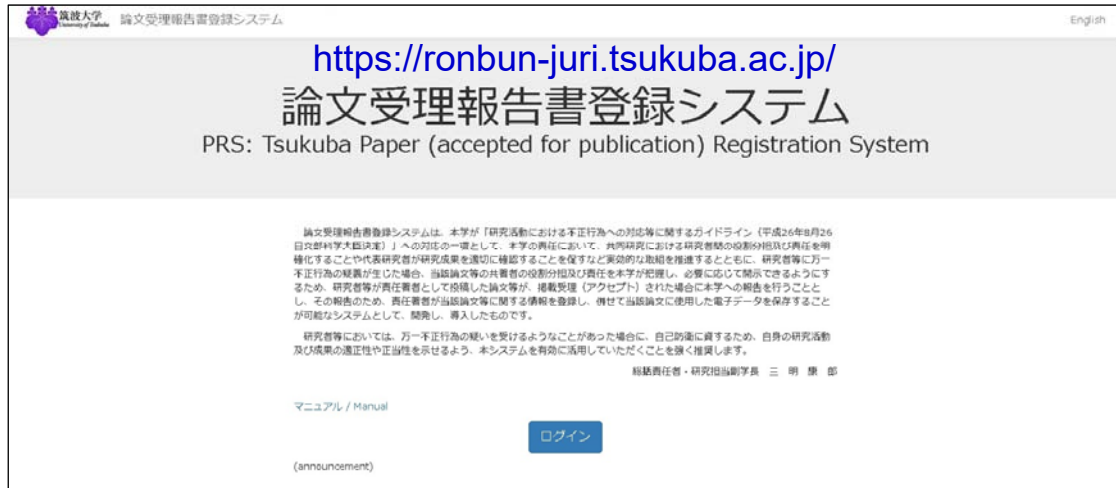 筑波大学
University of Tsukuba
論文受理報告書登録システム
English
https://ronbun-juri.tsukuba.ac.jp/
論文受理報告書登録システム
PRS: Tsukuba Paper (accepted for publication) Registration System
論文受理報告書登録システムは、本学が「研究活動における不正行為への対応等に関するガイドライン（平成26年8月26
日文部科学大臣決定）」への対応の一環として、本学の責任において、共同研究における研究者間の役割分担及び責任を明
確化することや代表研究者が研究成果を適切に確認することを促すなど実効的な取組を推進するとともに、研究者等に万一
不正行為の疑義が生じた場合、当該論文等の共著者の役割分担及び責任を本学が把握し、必要に応じて開示できるようにす
るため、研究者等が責任著者として投稿した論文等が、掲載受理（アクセプト）された場合に本学への報告を行うことと
し、その報告のため、責任著者が当該論文等に関する情報を登録し、併せて当該論文に使用した電子データを保存すること
が可能なシステムとして、開発し、導入したものです。
研究者等においては、万一不正行為の疑いを受けるようなことがあった場合に、自己防衛に資するため、自身の研究活動
及び成果の適正性や正当性を示せるよう、本システムを有効に活用していただくことを強く推奨します。
総括責任者・研究担当副学長 三 明 康 郎
マニュアル / Manual
ログイン
(announcement)